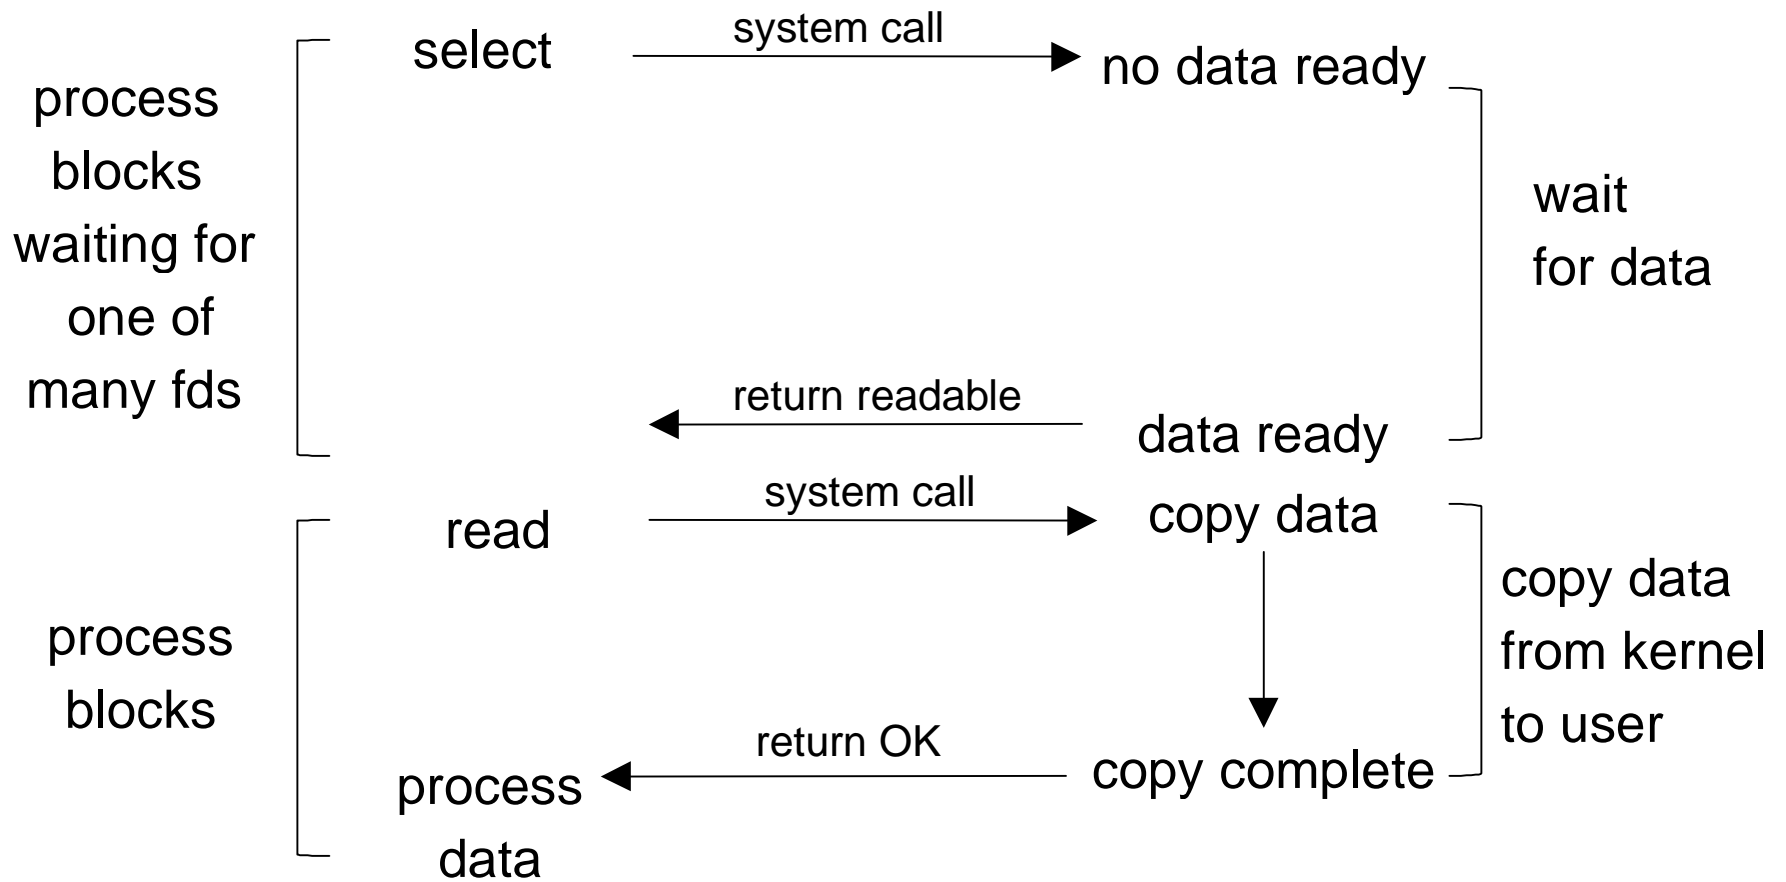 select
system call
no data ready
process
blocks
waiting for
one of
many fds
wait
for data
return readable
data ready
read
system call
copy data
process
blocks
copy data
from kernel
to user
return OK
copy complete
process
data